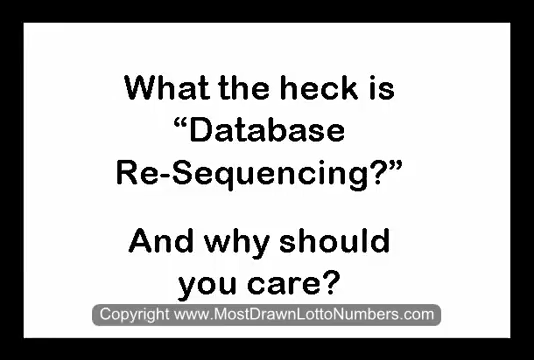 What the heck is
“Database
Re-Sequencing?”
And why should
you care?
Copyright www.MostDrawnLottoNumbers.com